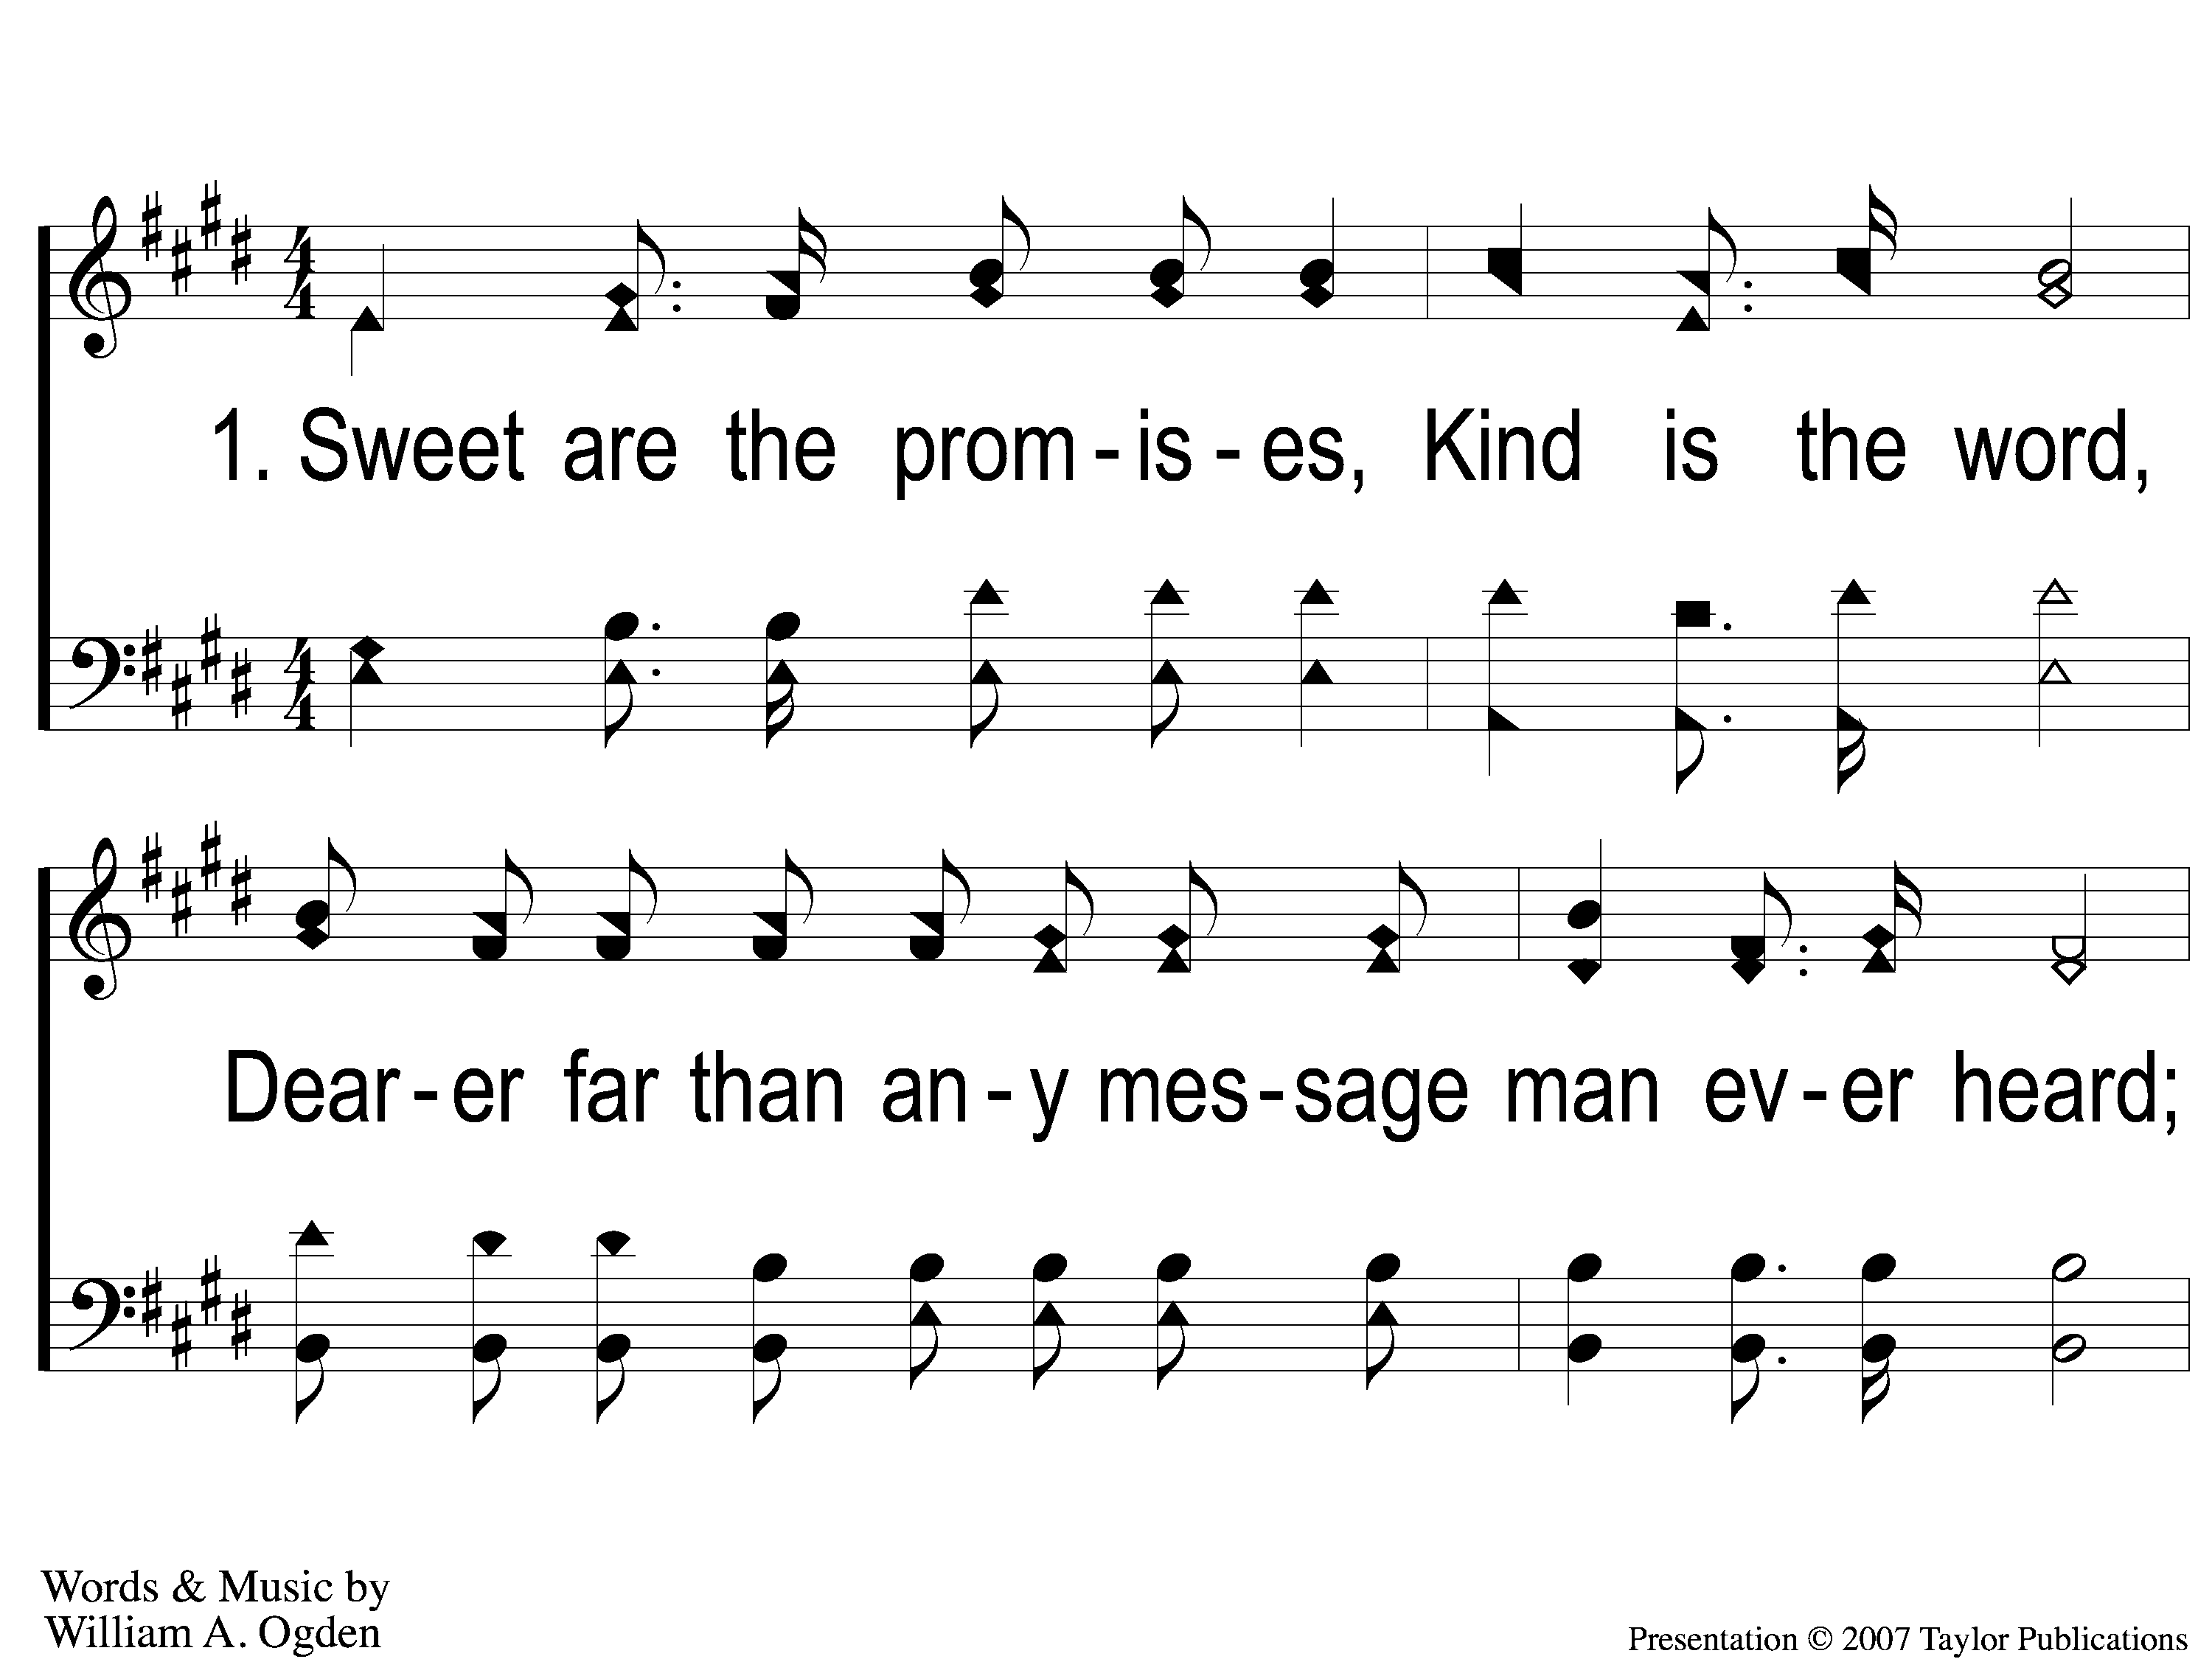 1. Sweet are the prom - is - es, Kind is the word,
Dear - er far than an - y mes - sage man ev - er heard;
Words & Music by
William A. Ogden
Presentation © 2007 Taylor Publications